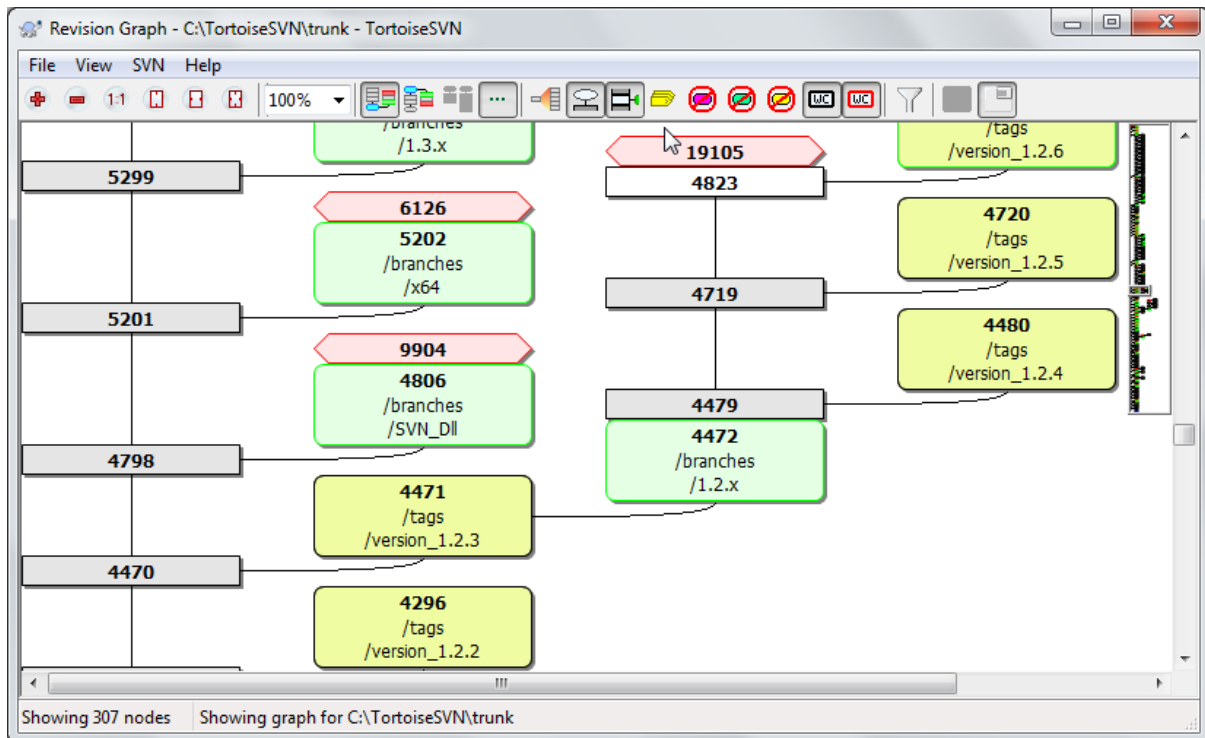 Revision Graph - C:\TortoiseSVN\trunk - TortoiseSVN
File View SVN Help
1:1
100%
...
WC
WC
/branches
/1.3.x
5299
6126
5202
/branches
/x64
5201
9904
4806
/branches
/SVN_Dll
4798
4471
/tags
/version_1.2.3
4470
4296
/tags
/version_1.2.2
19105
4823
4719
4479
4472
/branches
/1.2.x
/tags
/version_1.2.6
4720
/tags
/version_1.2.5
4480
/tags
/version_1.2.4
Showing 307 nodes
Showing graph for C:\TortoiseSVN\trunk